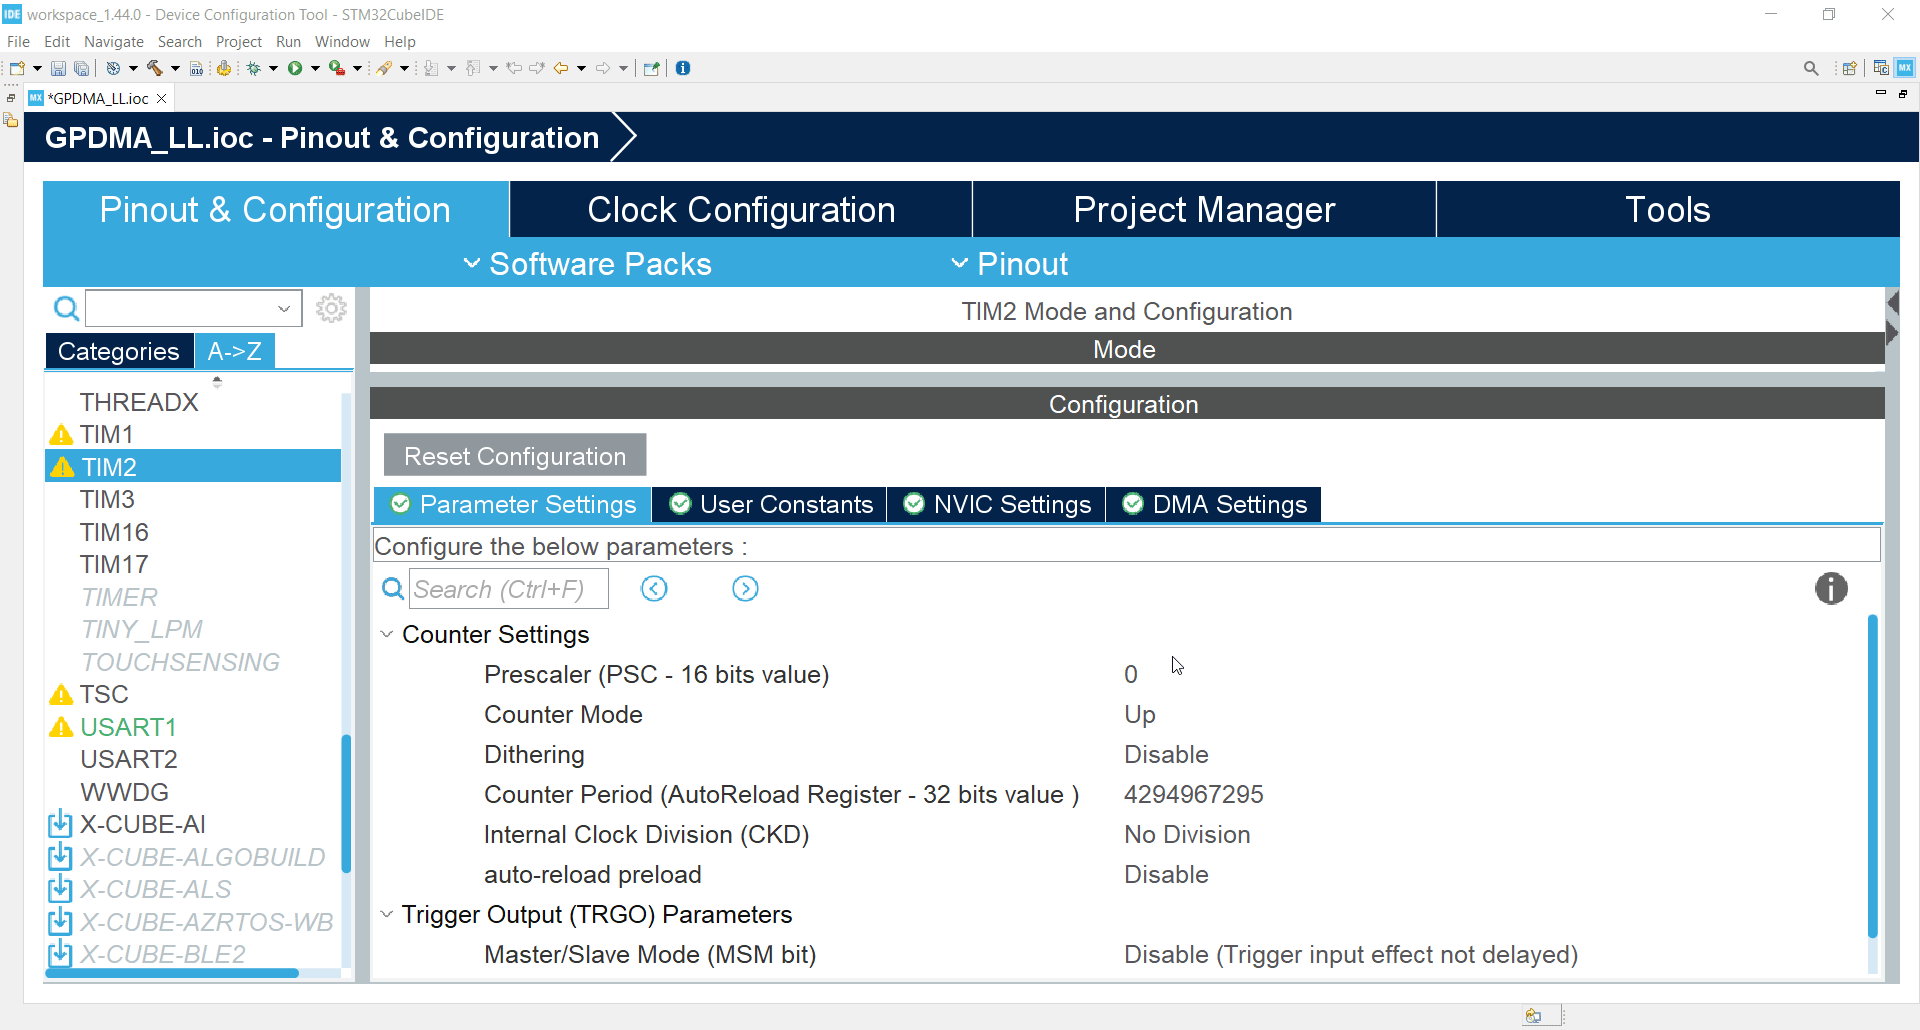 IDE workspace_1.44.0 - Device Configuration Tool - STM32CubeIDE
File Edit Navigate Search Project Run Window Help
010
MX
MX *GPDMA_LL.ioc
GPDMA_LL.ioc - Pinout & Configuration
Pinout & Configuration Clock Configuration Project Manager Tools
Software Packs Pinout
TIM2 Mode and Configuration
Categories A->Z
Mode
THREADX
TIM1
TIM2
TIM3
TIM16
TIM17
TIMER
TINY_LPM
TOUCHSENSING
TSC
USART1
USART2
WWDG
X-CUBE-AI
X-CUBE-ALGOBUILD
X-CUBE-ALS
X-CUBE-AZRTOS-WB
X-CUBE-BLE2
Configuration
Reset Configuration
Parameter Settings User Constants NVIC Settings DMA Settings
Configure the below parameters :
Search (Ctrl+F)
Counter Settings
Prescaler (PSC - 16 bits value) 0
Counter Mode Up
Dithering Disable
Counter Period (AutoReload Register - 32 bits value ) 4294967295
Internal Clock Division (CKD) No Division
auto-reload preload Disable
Trigger Output (TRGO) Parameters
Master/Slave Mode (MSM bit) Disable (Trigger input effect not delayed)